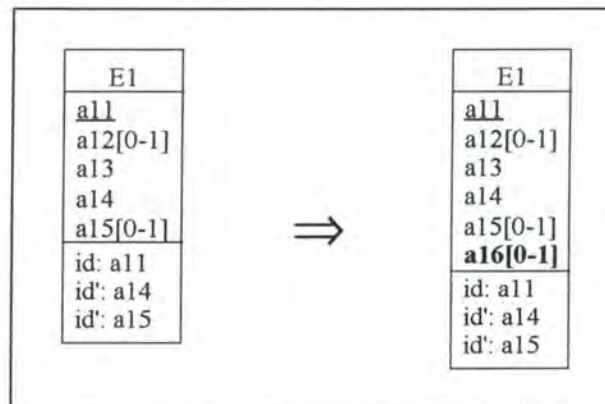 E1
a11
a12[0-1]
a13
a14
a15[0-1]
id: a11
id': a14
id': a15
⇒
E1
a11
a12[0-1]
a13
a14
a15[0-1]
a16[0-1]
id: a11
id': a14
id': a15